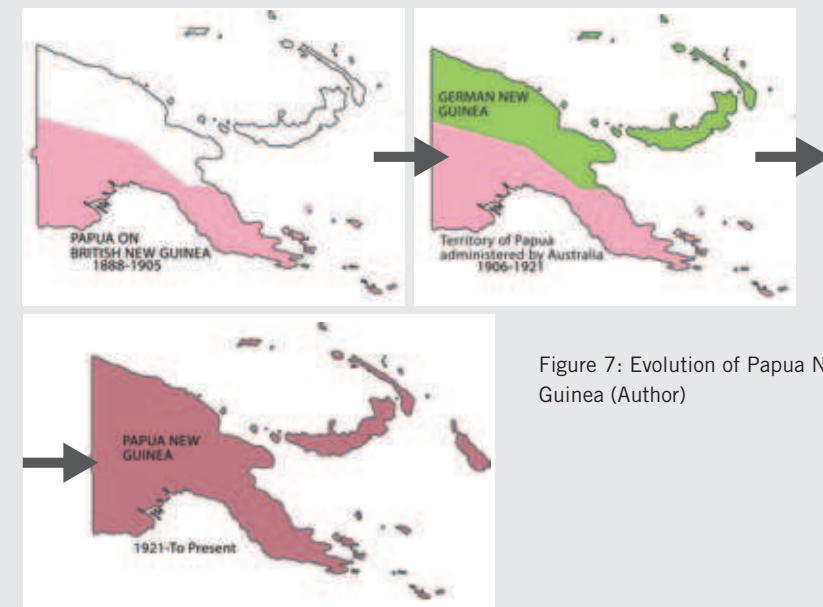 PAPUA ON
BRITISH NEW GUINEA
1888-1905
GERMAN NEW
GUINEA
Territory of Papua
administered by Australia
1906-1921
PAPUA NEW
GUINEA
1921-To Present
Figure 7: Evolution of Papua N
Guinea (Author)